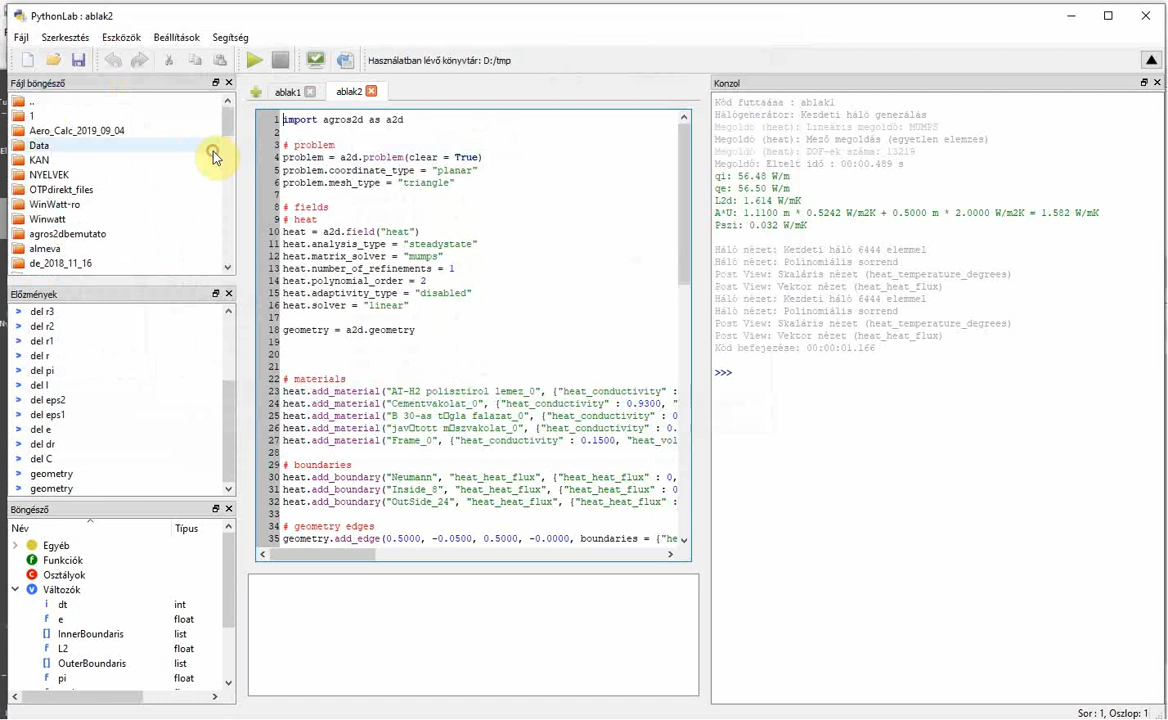 PythonLab : ablak2
Fájl Szerkesztés Eszközök Beállítások Segítség
Használatban lévő könyvtár: D:/tmp
Fájl böngésző
..
1
Aero_Calc_2019_09_04
Data
KAN
NYELVEK
OTPdirekt_files
WinWatt-ro
Winwatt
agros2dbemutato
almeva
de_2018_11_16
Előzmények
del r3
del r2
del r1
del r
del pi
del l
del eps2
del eps1
del e
del dr
del C
geometry
geometry
Böngésző
Név Típus
Egyéb
Funkciók
Osztályok
Változók
dt int
e float
InnerBoundaris list
L2 float
OuterBoundaris list
pi float
ablak1 ablak2
1 import agros2d as a2d
2
3 # problem
4 problem = a2d.problem(clear = True)
5 problem.coordinate_type = "planar"
6 problem.mesh_type = "triangle"
7
8 # fields
9 # heat
10 heat = a2d.field("heat")
11 heat.analysis_type = "steadystate"
12 heat.matrix_solver = "mumps"
13 heat.number_of_refinements = 1
14 heat.polynomial_order = 2
15 heat.adaptivity_type = "disabled"
16 heat.solver = "linear"
17
18 geometry = a2d.geometry
19
20
21
22 # materials
23 heat.add_material("AT-H2 polisztirol lemez_0", {"heat_conductivity" :
24 heat.add_material("Cementvakolat_0", {"heat_conductivity" : 0.9300, "
25 heat.add_material("B 30-as t□gla falazat_0", {"heat_conductivity" : 0
26 heat.add_material("jav□tott m□szvakolat_0", {"heat_conductivity" : 0.
27 heat.add_material("Frame_0", {"heat_conductivity" : 0.1500, "heat_vol
28
29 # boundaries
30 heat.add_boundary("Neumann", "heat_heat_flux", {"heat_heat_flux" : 0,
31 heat.add_boundary("Inside_8", "heat_heat_flux", {"heat_heat_flux" : 0
32 heat.add_boundary("OutSide_24", "heat_heat_flux", {"heat_heat_flux" :
33
34 # geometry edges
35 geometry.add_edge(0.5000, -0.0500, 0.5000, -0.0000, boundaries = {"he
Konzol
Kód futtaása : ablak1
Hálógenerátor: Kezdeti háló generálás
Megoldó (heat): Lineáris megoldó: MUMPS
Megoldó (heat): Mező megoldás (egyetlen elemzés)
Megoldó (heat): DOF-ek száma: 13219
Megoldó: Eltelt idő : 00:00.489 s
qi: 56.48 W/m
qe: 56.50 W/m
L2d: 1.614 W/mK
A*U: 1.1100 m * 0.5242 W/m2K + 0.5000 m * 2.0000 W/m2K = 1.582 W/mK)
Pszi: 0.032 W/mK
Háló nézet: Kezdeti háló 6444 elemmel
Háló nézet: Polinomiális sorrend
Post View: Skaláris nézet (heat_temperature_degrees)
Post View: Vektor nézet (heat_heat_flux)
Háló nézet: Kezdeti háló 6444 elemmel
Háló nézet: Polinomiális sorrend
Post View: Skaláris nézet (heat_temperature_degrees)
Post View: Vektor nézet (heat_heat_flux)
Kód befejezése: 00:00:01.166
>>>
Sor : 1, Oszlop: 1